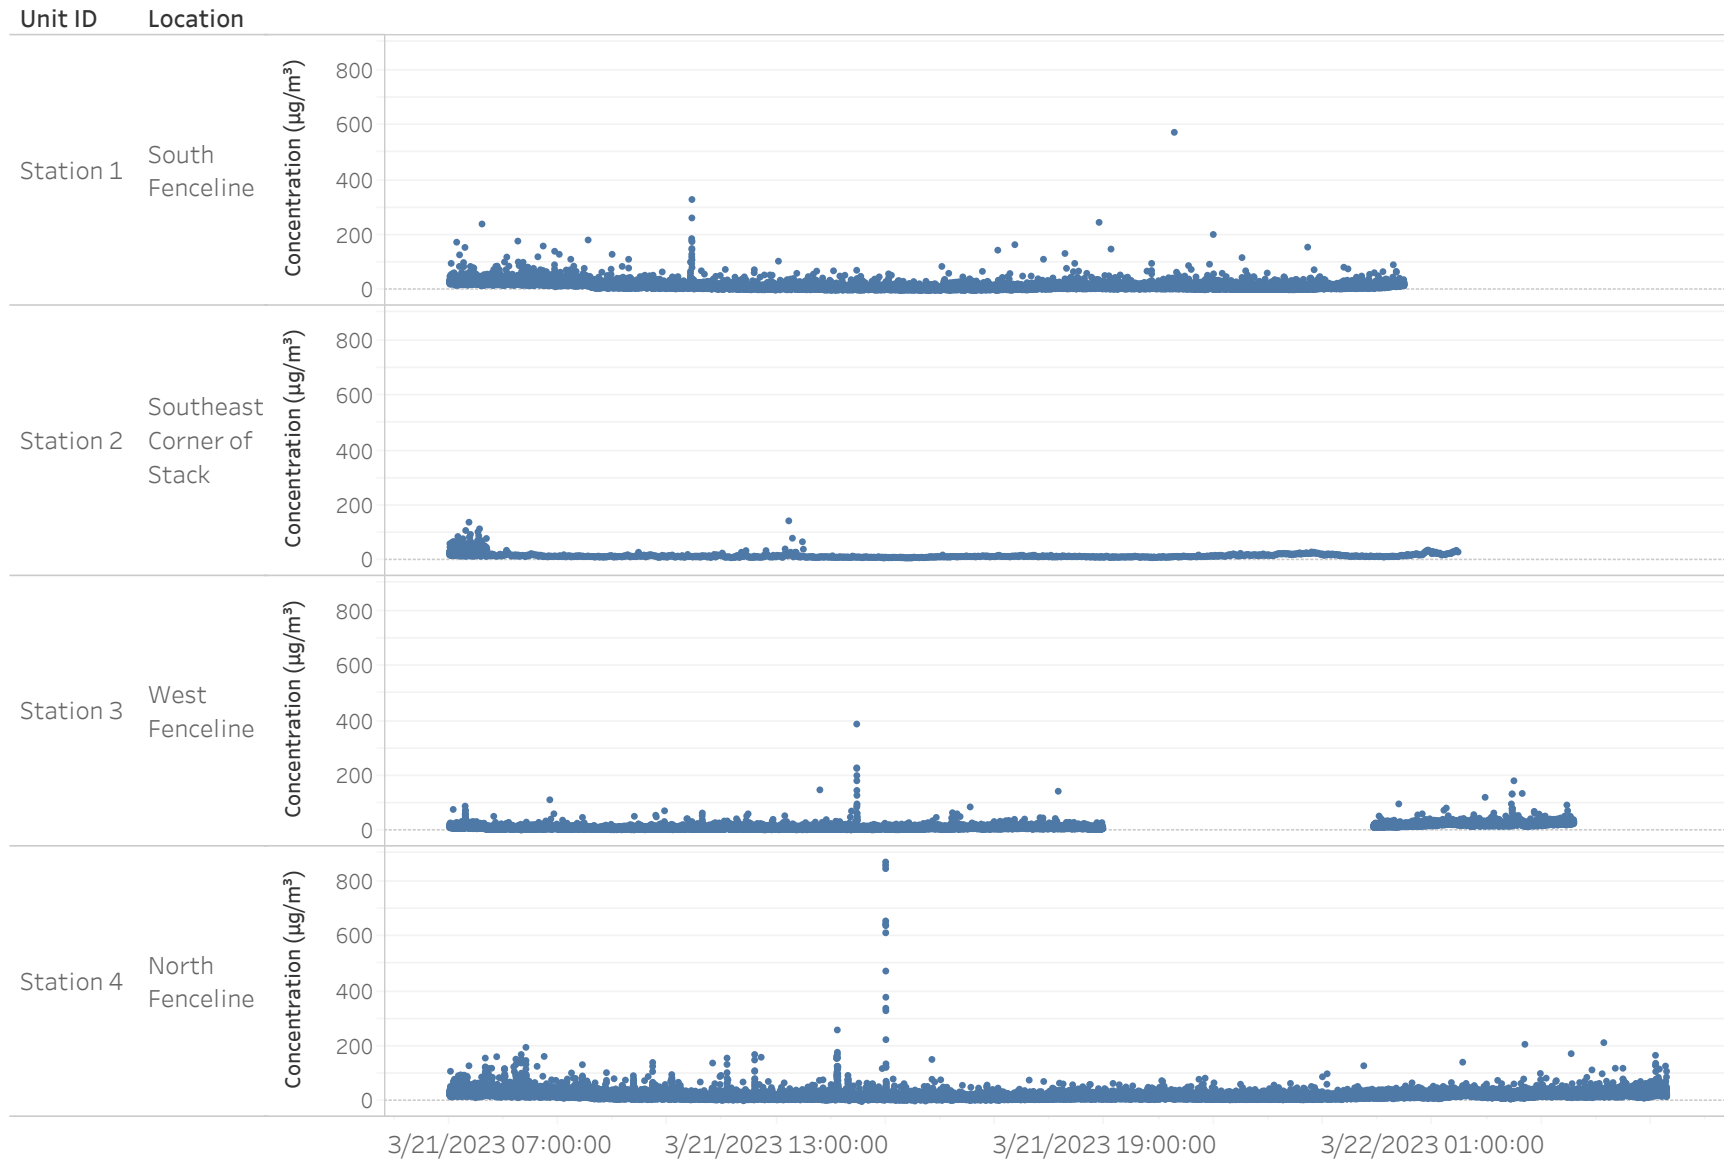 Unit ID Location
Station 1
South
Fenceline
Concentration (µg/m³)
800
600
400
200
0
Station 2
Southeast
Corner of
Stack
Concentration (µg/m³)
800
600
400
200
0
Station 3
West
Fenceline
Concentration (µg/m³)
800
600
400
200
0
Station 4
North
Fenceline
Concentration (µg/m³)
800
600
400
200
0
3/21/2023 07:00:00 3/21/2023 13:00:00 3/21/2023 19:00:00 3/22/2023 01:00:00